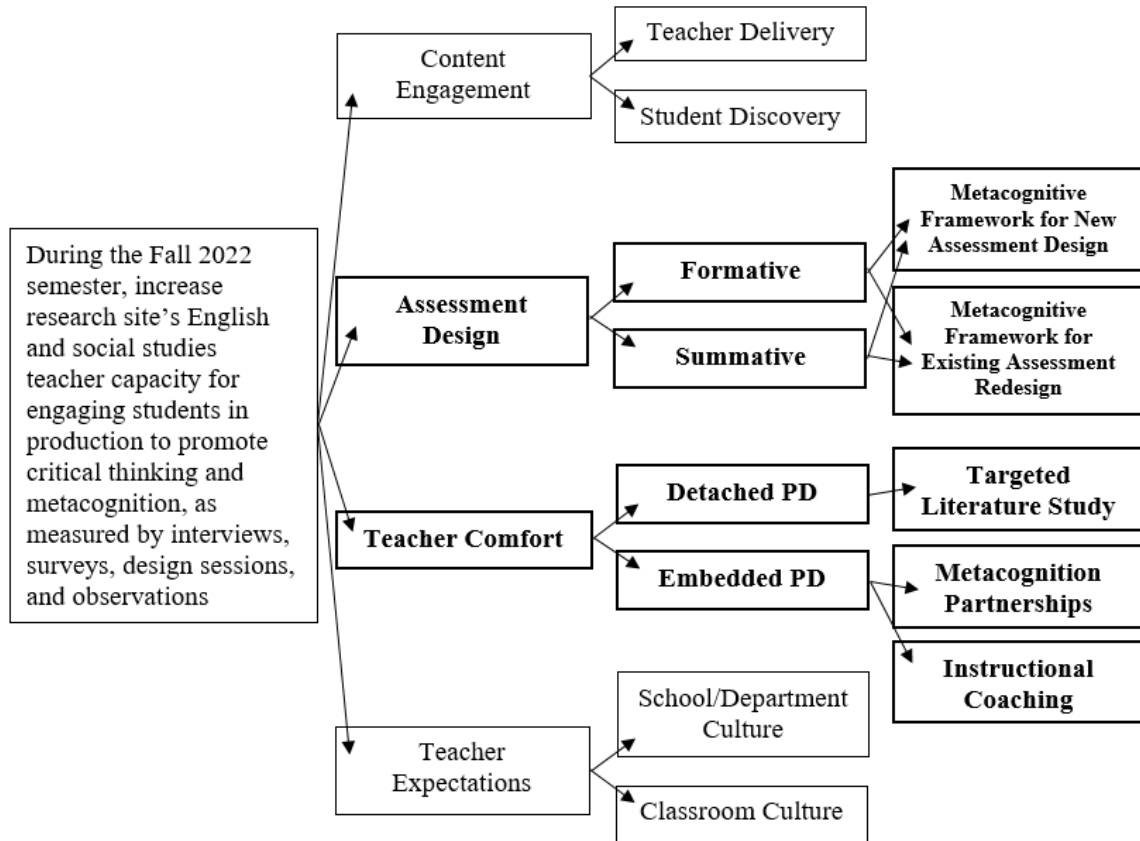 During the Fall 2022
semester, increase
research site's English
and social studies
teacher capacity for
engaging students in
production to promote
critical thinking and
metacognition, as
measured by interviews,
surveys, design sessions,
and observations
Content
Engagement
Teacher Delivery
Student Discovery
Assessment
Design
Formative
Summative
Metacognitive
Framework for New
Assessment Design
Metacognitive
Framework for
Existing Assessment
Redesign
Teacher Comfort
Detached PD
Embedded PD
Targeted
Literature Study
Metacognition
Partnerships
Instructional
Coaching
Teacher
Expectations
School/Department
Culture
Classroom Culture